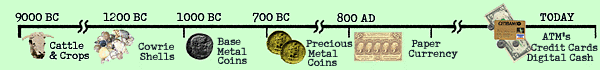 9000 BC
1200 BC
1000 BC
700 BC
800 AD
TODAY
Cattle
& Crops
Cowrie
Shells
Base
Metal
Coins
Precious
Metal
Coins
Paper
Currency
ATM's
Credit Cards
Digital Cash